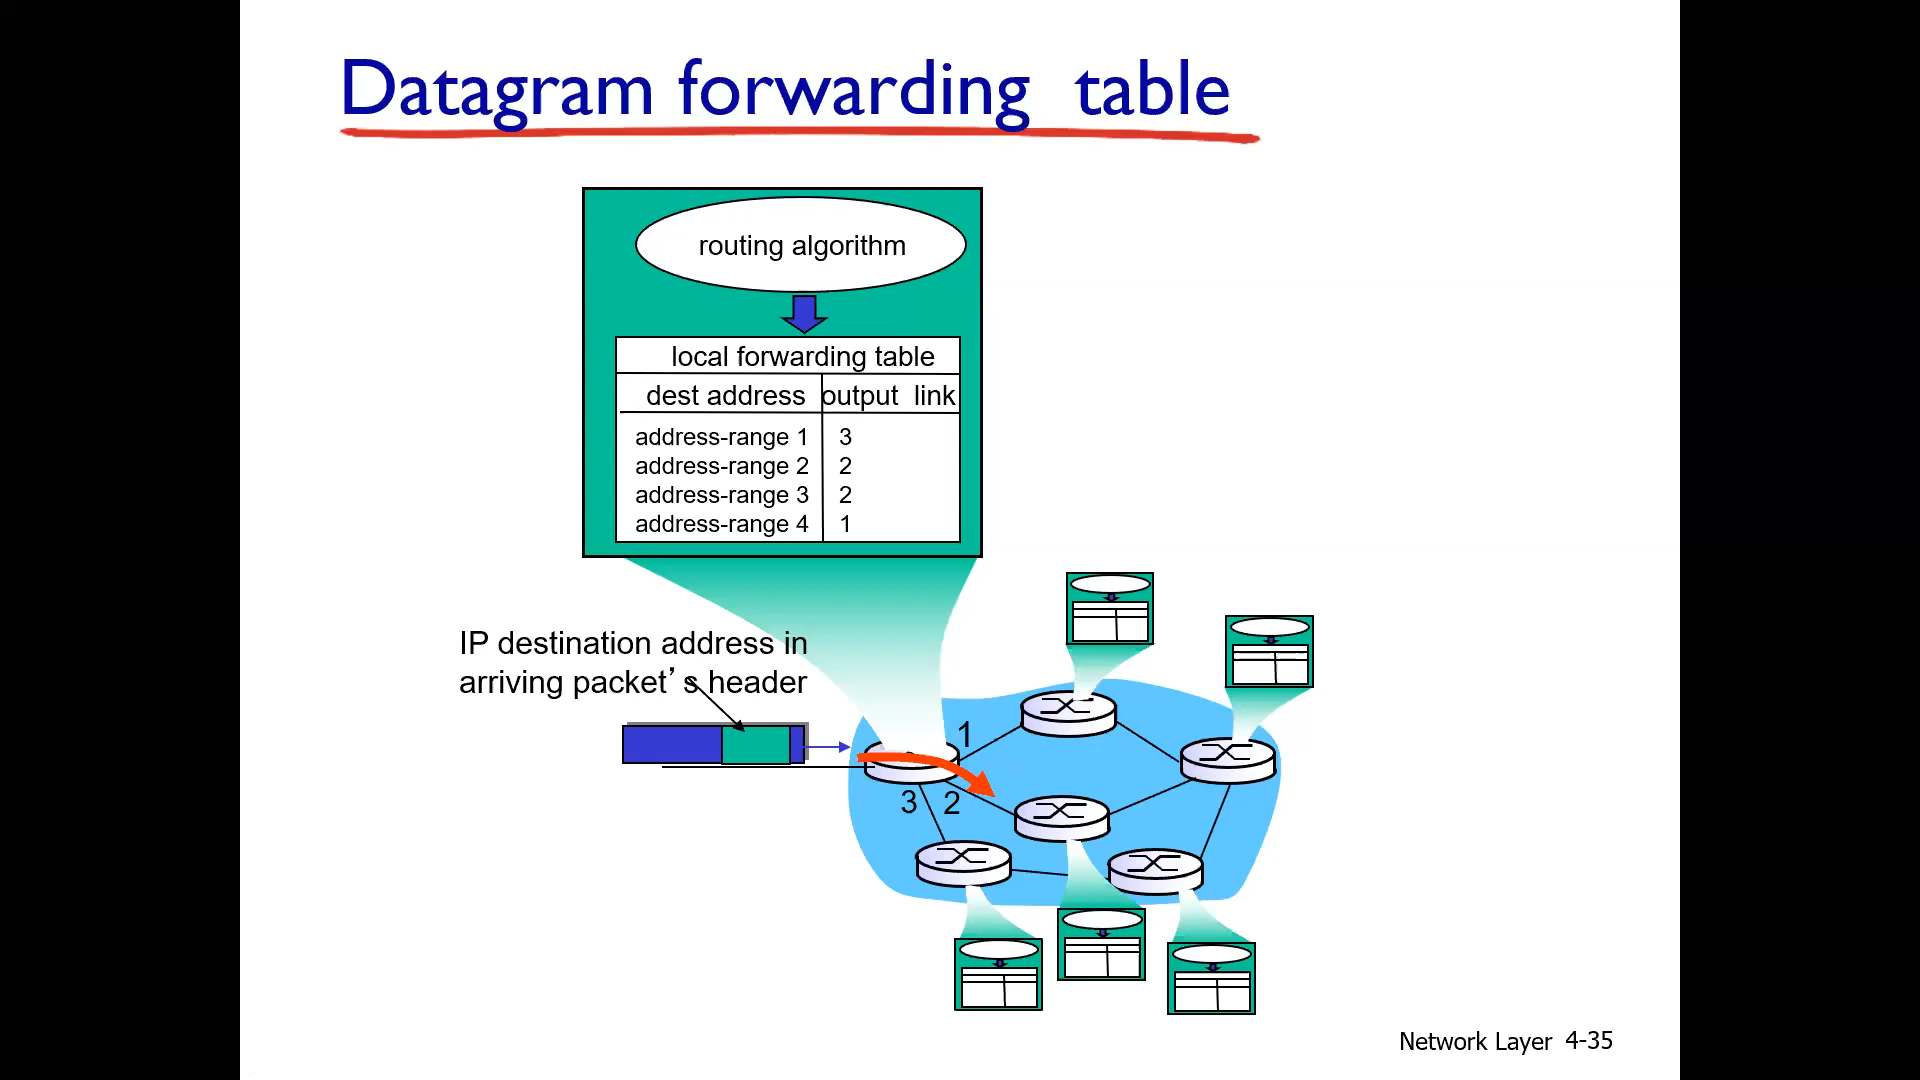 Datagram forwarding table
routing algorithm
local forwarding table
dest address output link
address-range 1 3
address-range 2 2
address-range 3 2
address-range 4 1
IP destination address in
arriving packet’s header
1
3 2
Network Layer 4-35